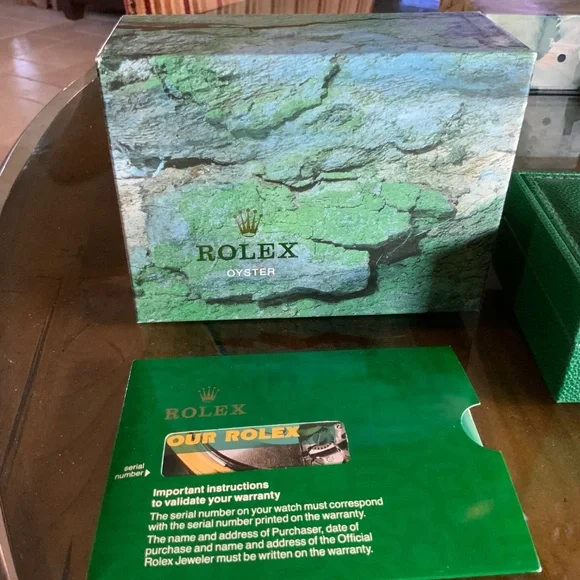 ROLEX
OYSTER
ROLEX
OUR ROLEX
serial
number
Important instructions
to validate your warranty
The serial number on your watch must correspond
with the serial number printed on the warranty.
The name and address of Purchaser, date of
purchase and name and address of the Official
Rolex Jeweler must be written on the warranty.